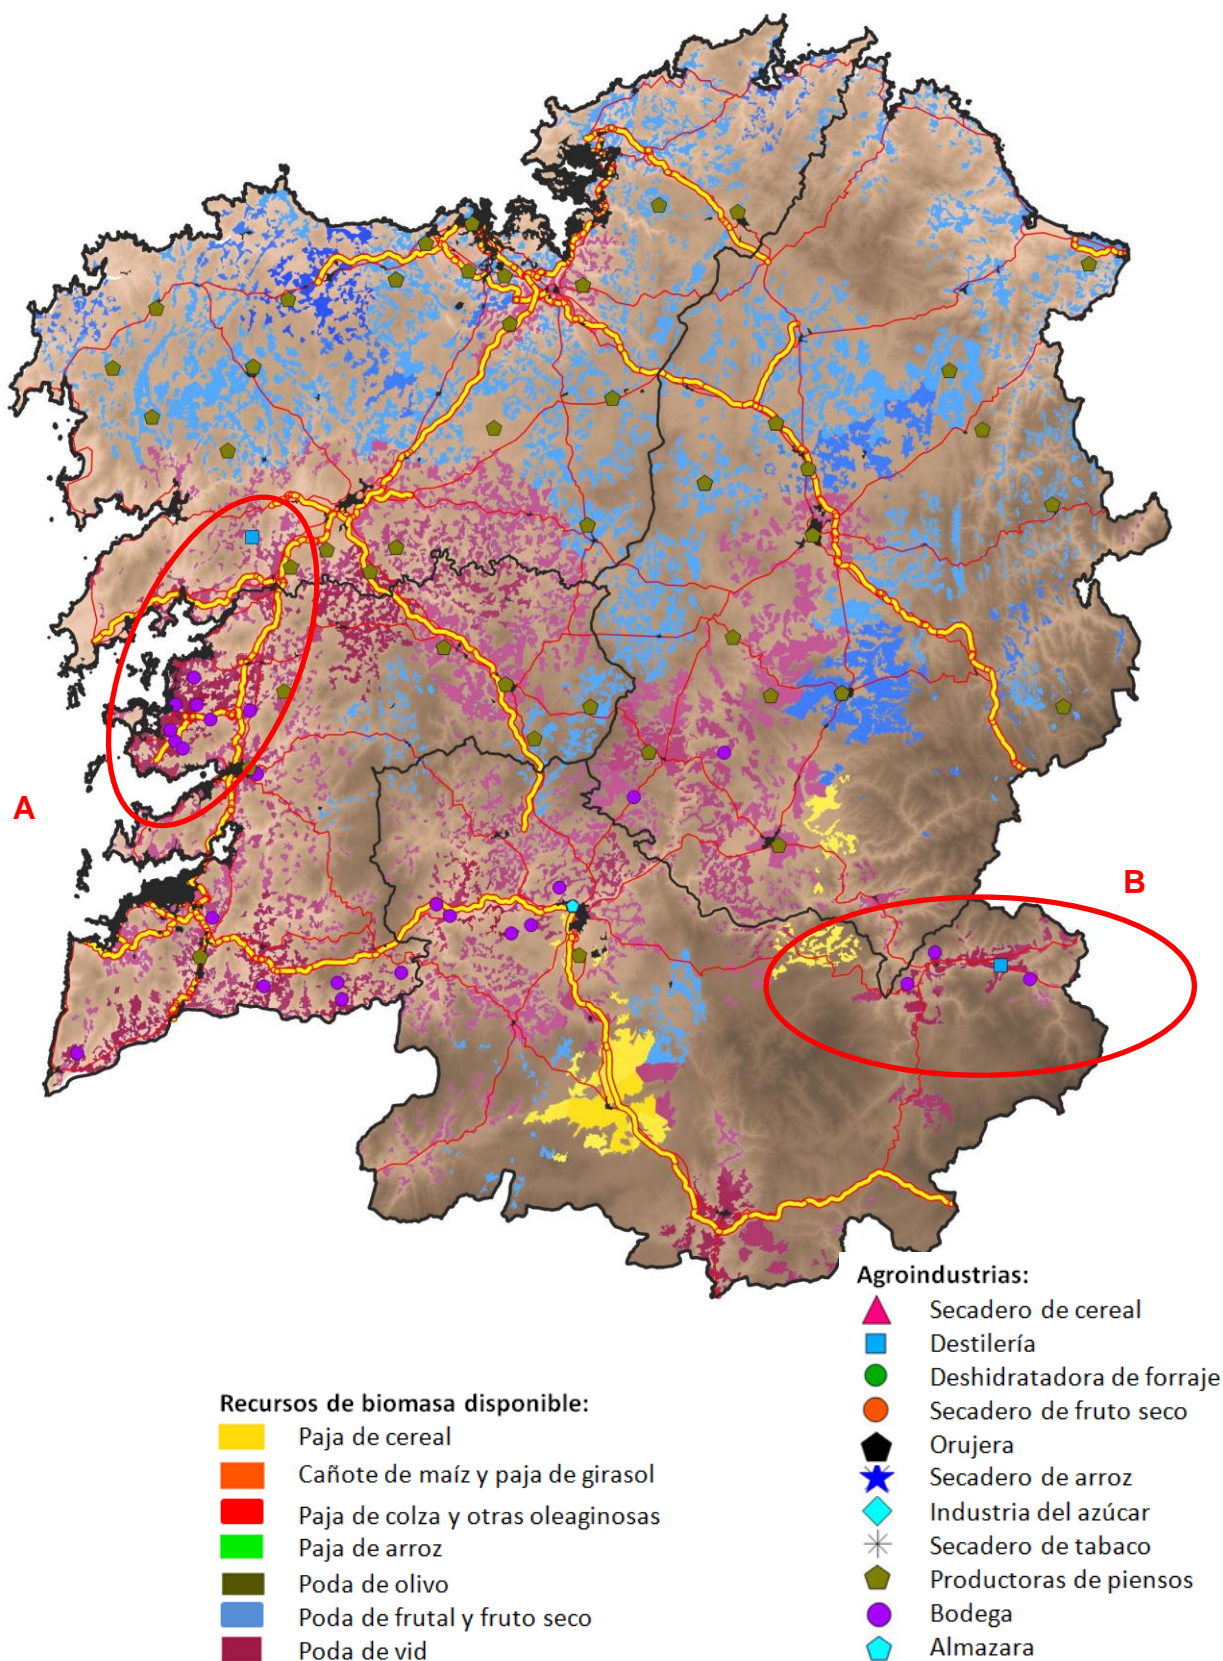 A
B
Agroindustrias:
Secadero de cereal
Destilería
Deshidratadora de forraje
Secadero de fruto seco
Orujera
Secadero de arroz
Industria del azúcar
Secadero de tabaco
Productoras de piensos
Bodega
Almazara
Recursos de biomasa disponible:
Paja de cereal
Cañote de maíz y paja de girasol
Paja de colza y otras oleaginosas
Paja de arroz
Poda de olivo
Poda de frutal y fruto seco
Poda de vid